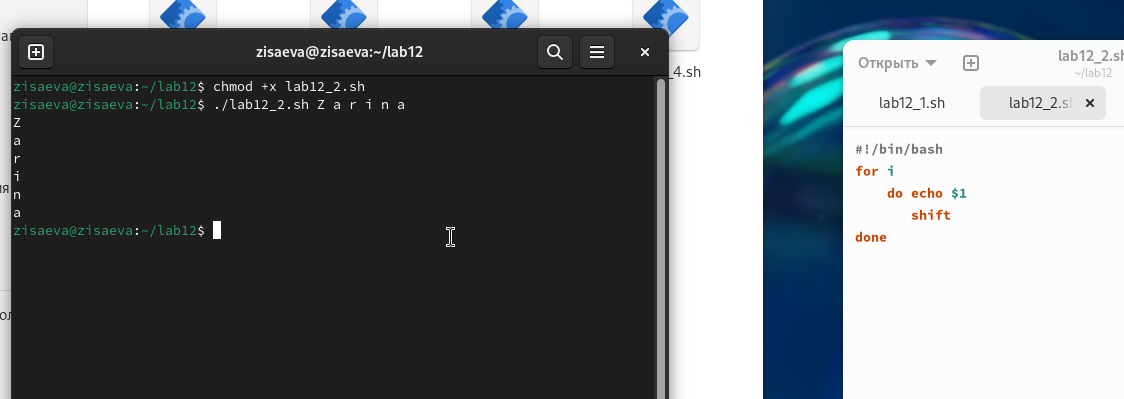 _4.sh
zisaeva@zisaeva:~/lab12
zisaeva@zisaeva:~/lab12$ chmod +x lab12_2.sh
zisaeva@zisaeva:~/lab12$ ./lab12_2.sh Z a r i n a
Z
a
r
i
n
a
zisaeva@zisaeva:~/lab12$
Открыть
lab12_2.sh
~/lab12
lab12_1.sh
lab12_2.sh
#!/bin/bash
for i
do echo $1
shift
done